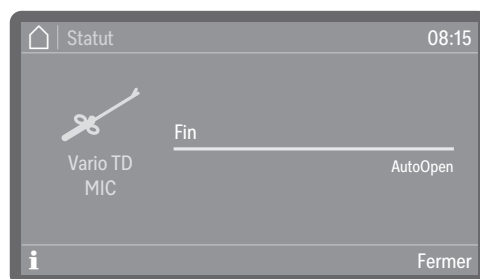 Statut 08:15
Fin
Vario TD
MIC
AutoOpen
i Fermer